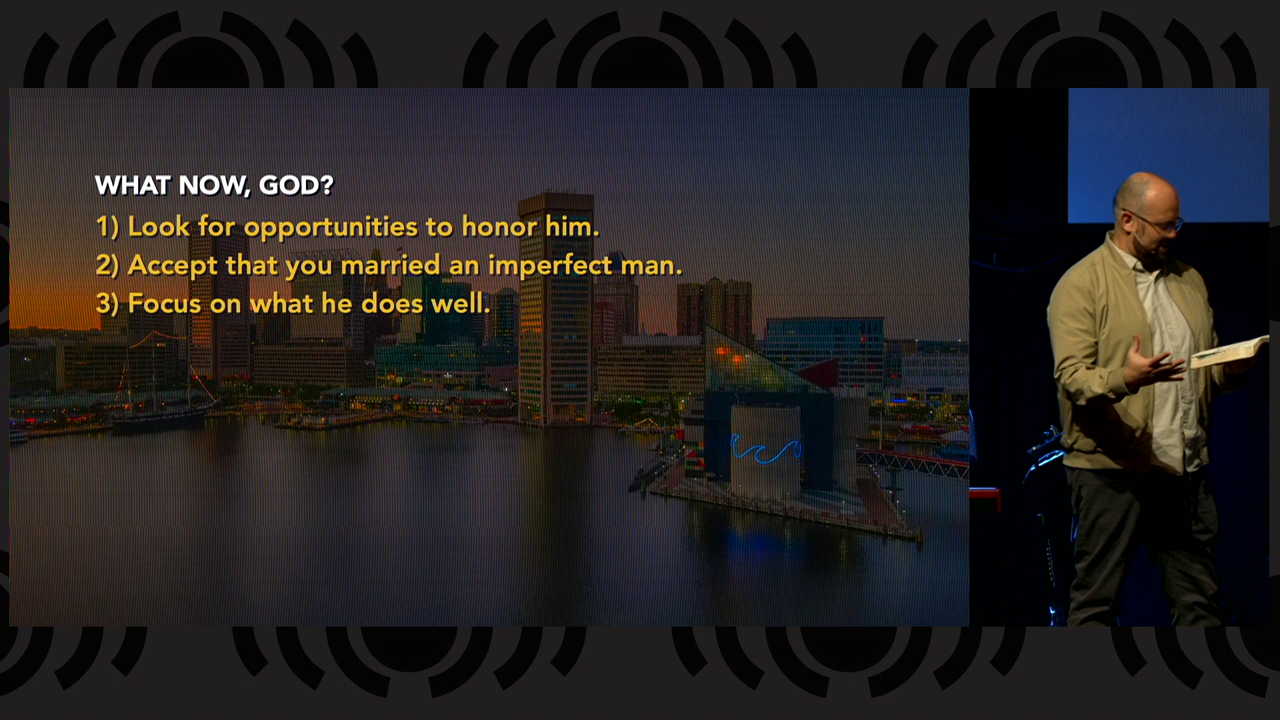 WHAT NOW, GOD?
1) Look for opportunities to honor him.
2) Accept that you married an imperfect man.
3) Focus on what he does well.